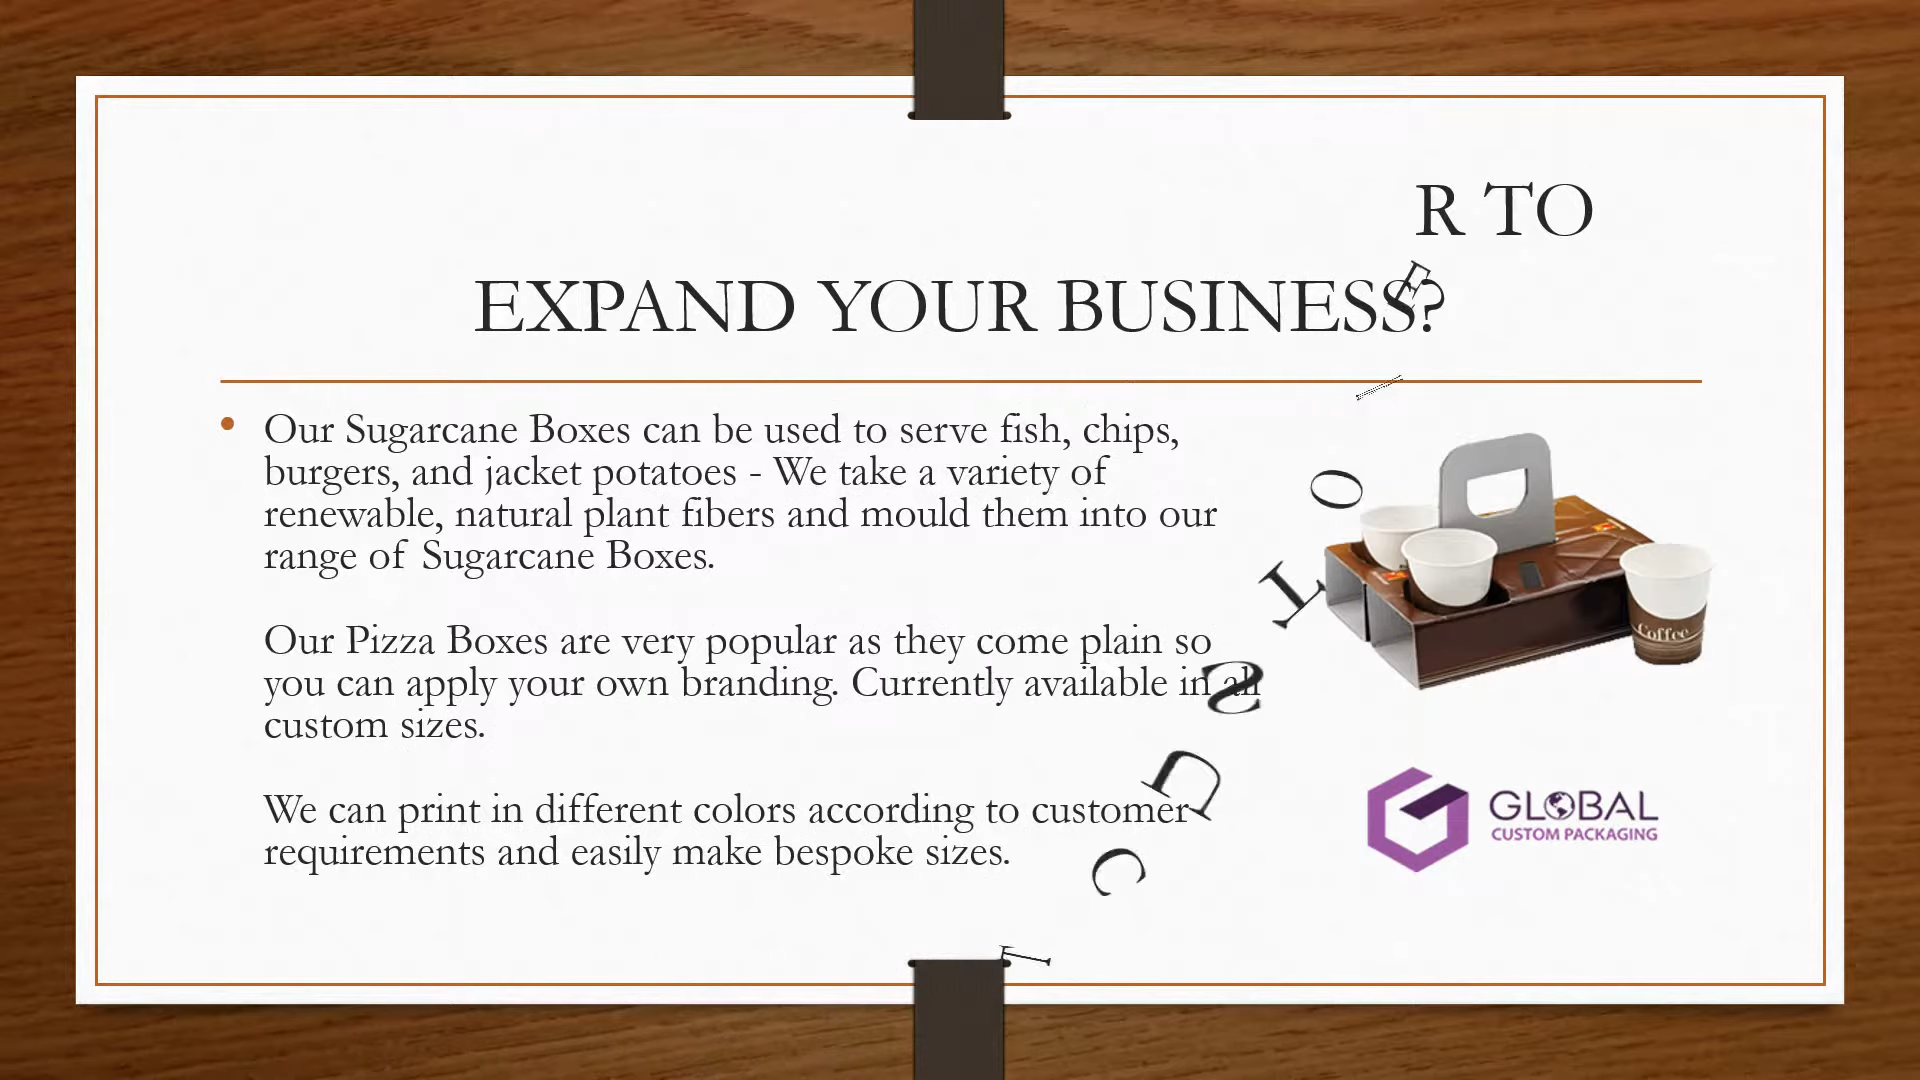 R TO
EXPAND YOUR BUSINESS?
Our Sugarcane Boxes can be used to serve fish, chips,
burgers, and jacket potatoes - We take a variety of
renewable, natural plant fibers and mould them into our
range of Sugarcane Boxes.
Our Pizza Boxes are very popular as they come plain so
you can apply your own branding. Currently available in all
custom sizes.
We can print in different colors according to customer
requirements and easily make bespoke sizes.
E
O
T
S
U
C
Coffee
GLOBAL
CUSTOM PACKAGING